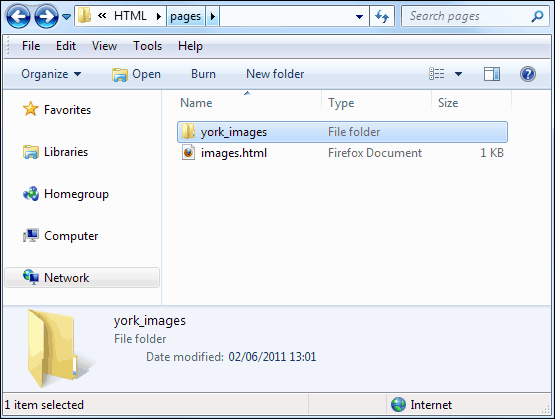 « HTML pages Search pages
File Edit View Tools Help
Organize Open Burn New folder
Name Type Size
Favorites
Libraries
Homegroup
Computer
Network
york_images File folder
images.html Firefox Document 1 KB
york_images
File folder
Date modified: 02/06/2011 13:01
1 item selected Internet